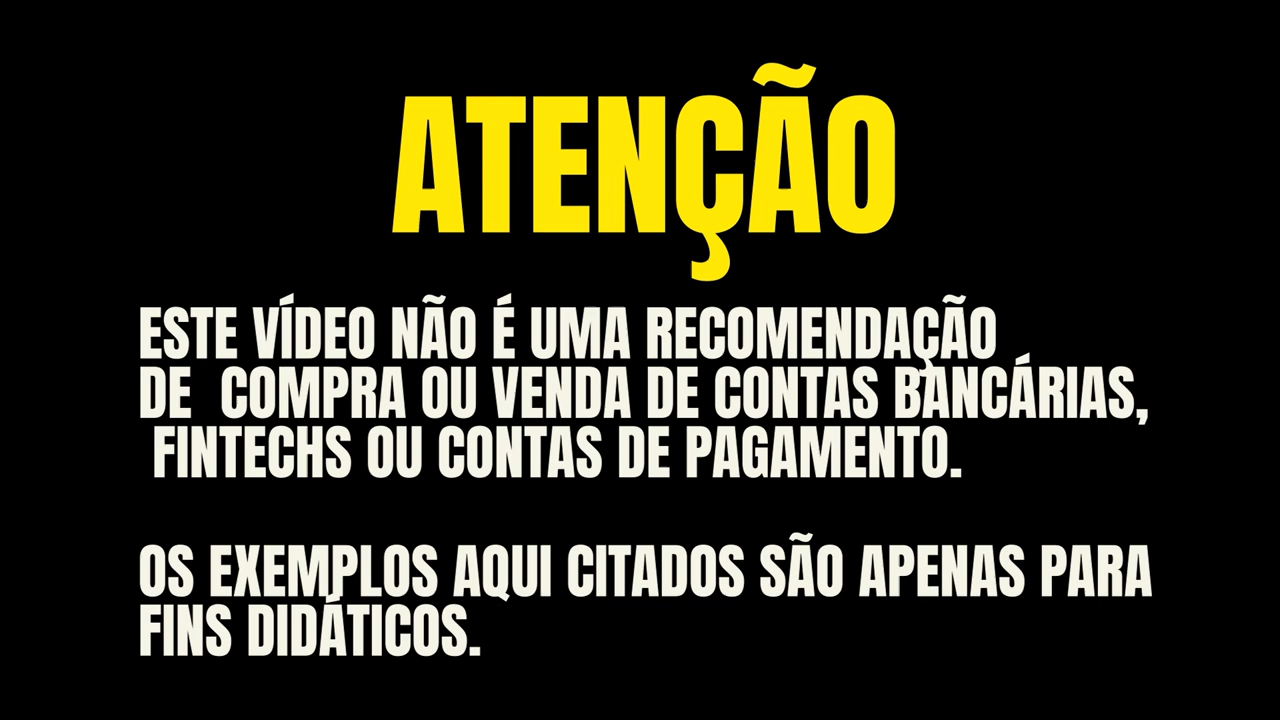 ATENÇÃO
ESTE VÍDEO NÃO É UMA RECOMENDAÇÃO
DE COMPRA OU VENDA DE CONTAS BANCÁRIAS,
FINTECHS OU CONTAS DE PAGAMENTO.
OS EXEMPLOS AQUI CITADOS SÃO APENAS PARA
FINS DIDÁTICOS.